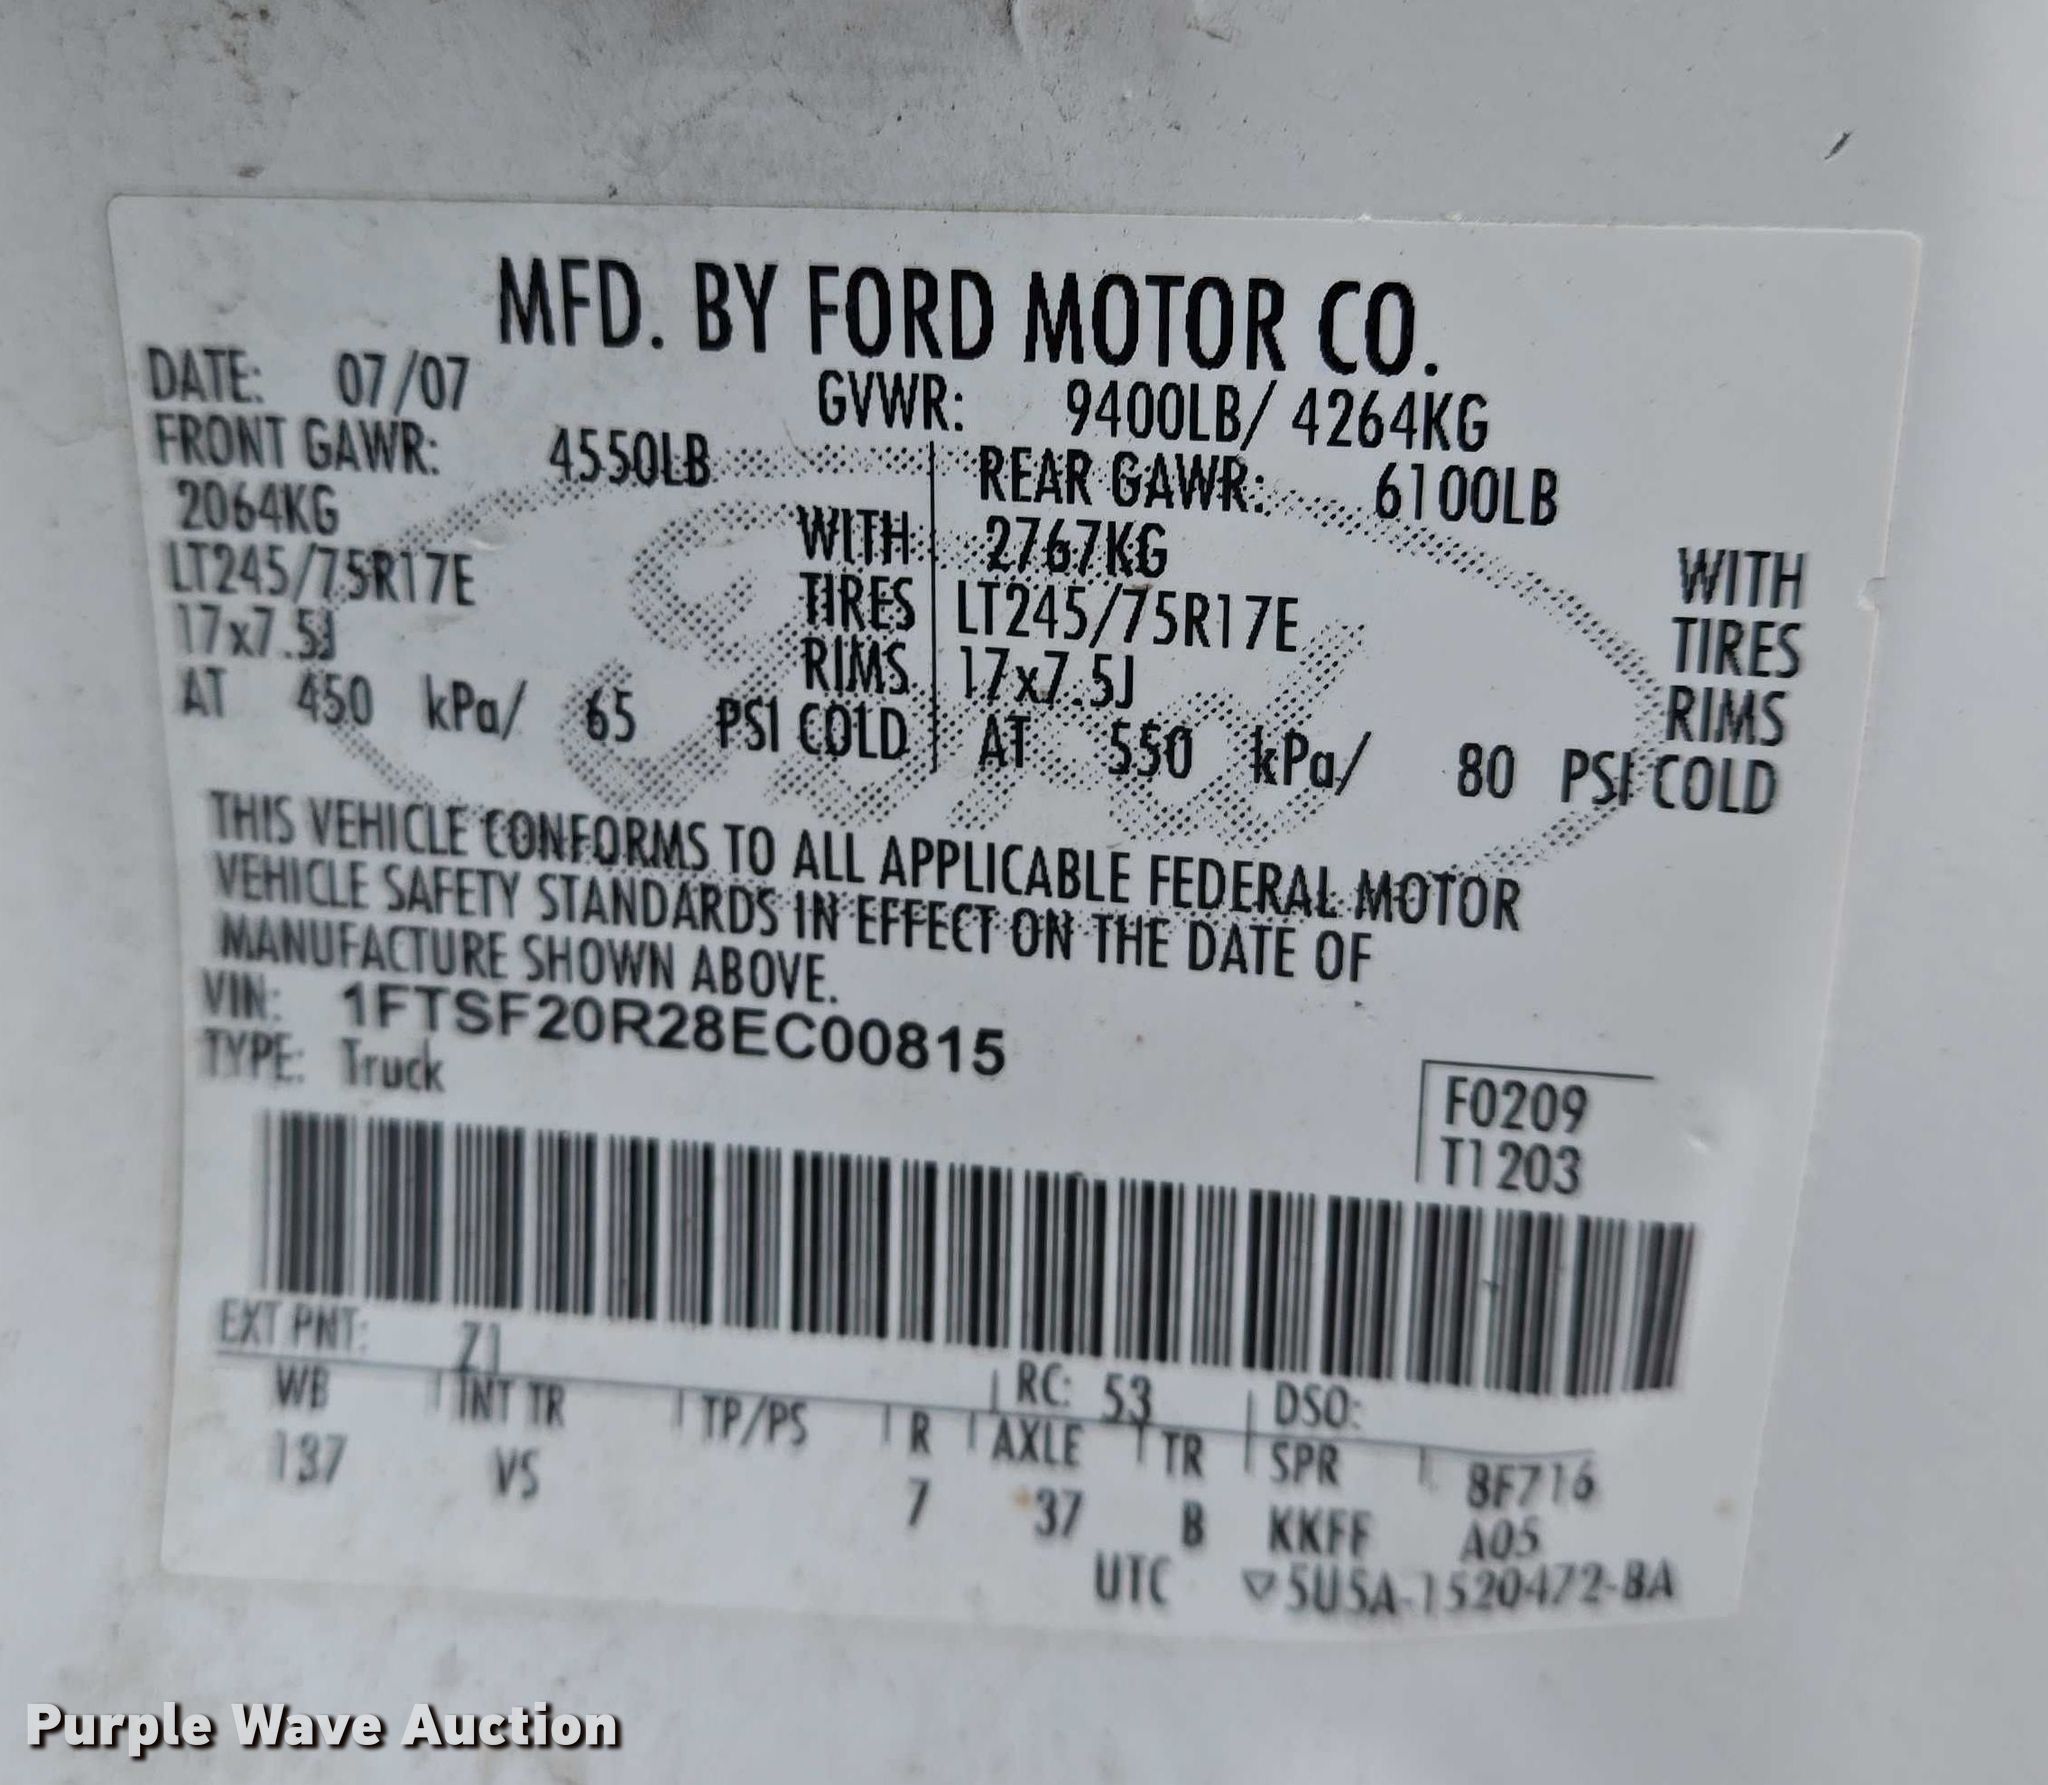 MFD. BY FORD MOTOR CO.
DATE: 07/07 GVWR: 9400LB/ 4264KG
FRONT GAWR: 4550LB REAR GAWR: 6100LB
2064KG WITH 2767KG WITH
LT245/75R17E TIRES LT245/75R17E TIRES
17x7.5J RIMS 17x7.5J RIMS
AT 450 kPa/ 65 PSI COLD AT 550 kPa/ 80 PSI COLD
THIS VEHICLE CONFORMS TO ALL APPLICABLE FEDERAL MOTOR
VEHICLE SAFETY STANDARDS IN EFFECT ON THE DATE OF
MANUFACTURE SHOWN ABOVE.
VIN: 1FTSF20R28EC00815
TYPE: Truck
F0209
T1203
EXT PNT: Z1 RC: 53 DSO:
WB INT TR TP/PS R AXLE TR SPR 8F716
137 VS 7 37 B KKFF A05
UTC ▽5U5A-1520472-BA
Purple Wave Auction